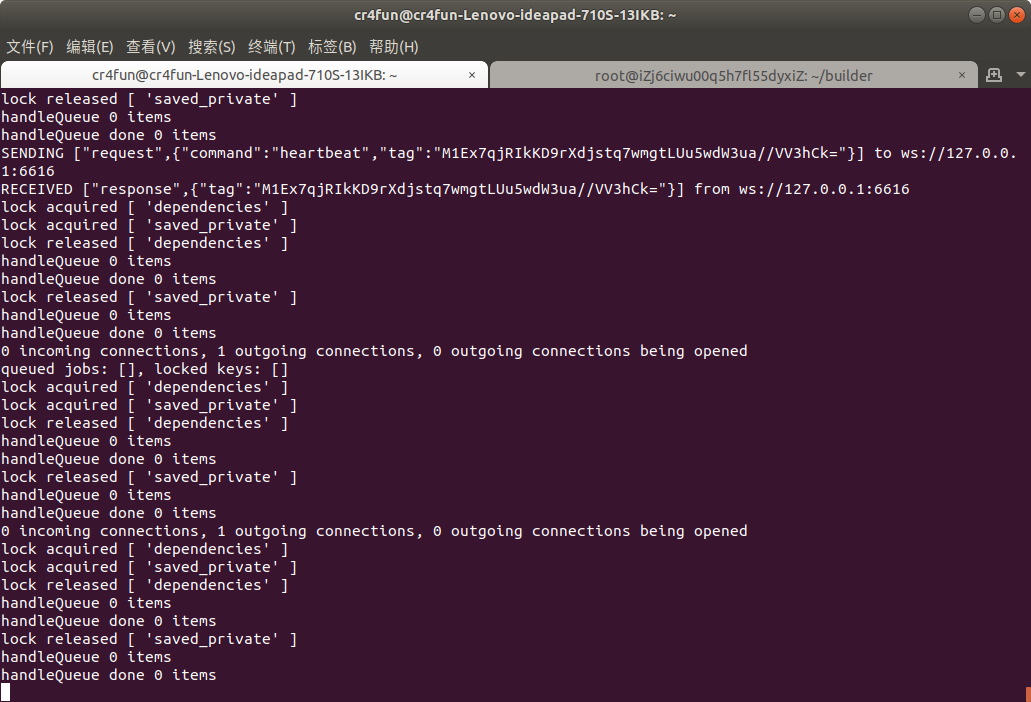 cr4fun@cr4fun-Lenovo-ideapad-710S-13IKB: ~
文件(F) 编辑(E) 查看(V) 搜索(S) 终端(T) 标签(B) 帮助(H)
cr4fun@cr4fun-Lenovo-ideapad-710S-13IKB: ~ × root@iZj6ciwu00q5h7fl55dyxiZ: ~/builder ×
lock released [ 'saved_private' ]
handleQueue 0 items
handleQueue done 0 items
SENDING ["request",{"command":"heartbeat","tag":"M1Ex7qjRIkKD9rXdjstq7wmgtLUu5wdW3ua//VV3hCk="}] to ws://127.0.0.
1:6616
RECEIVED ["response",{"tag":"M1Ex7qjRIkKD9rXdjstq7wmgtLUu5wdW3ua//VV3hCk="}] from ws://127.0.0.1:6616
lock acquired [ 'dependencies' ]
lock acquired [ 'saved_private' ]
lock released [ 'dependencies' ]
handleQueue 0 items
handleQueue done 0 items
lock released [ 'saved_private' ]
handleQueue 0 items
handleQueue done 0 items
0 incoming connections, 1 outgoing connections, 0 outgoing connections being opened
queued jobs: [], locked keys: []
lock acquired [ 'dependencies' ]
lock acquired [ 'saved_private' ]
lock released [ 'dependencies' ]
handleQueue 0 items
handleQueue done 0 items
lock released [ 'saved_private' ]
handleQueue 0 items
handleQueue done 0 items
0 incoming connections, 1 outgoing connections, 0 outgoing connections being opened
lock acquired [ 'dependencies' ]
lock acquired [ 'saved_private' ]
lock released [ 'dependencies' ]
handleQueue 0 items
handleQueue done 0 items
lock released [ 'saved_private' ]
handleQueue 0 items
handleQueue done 0 items